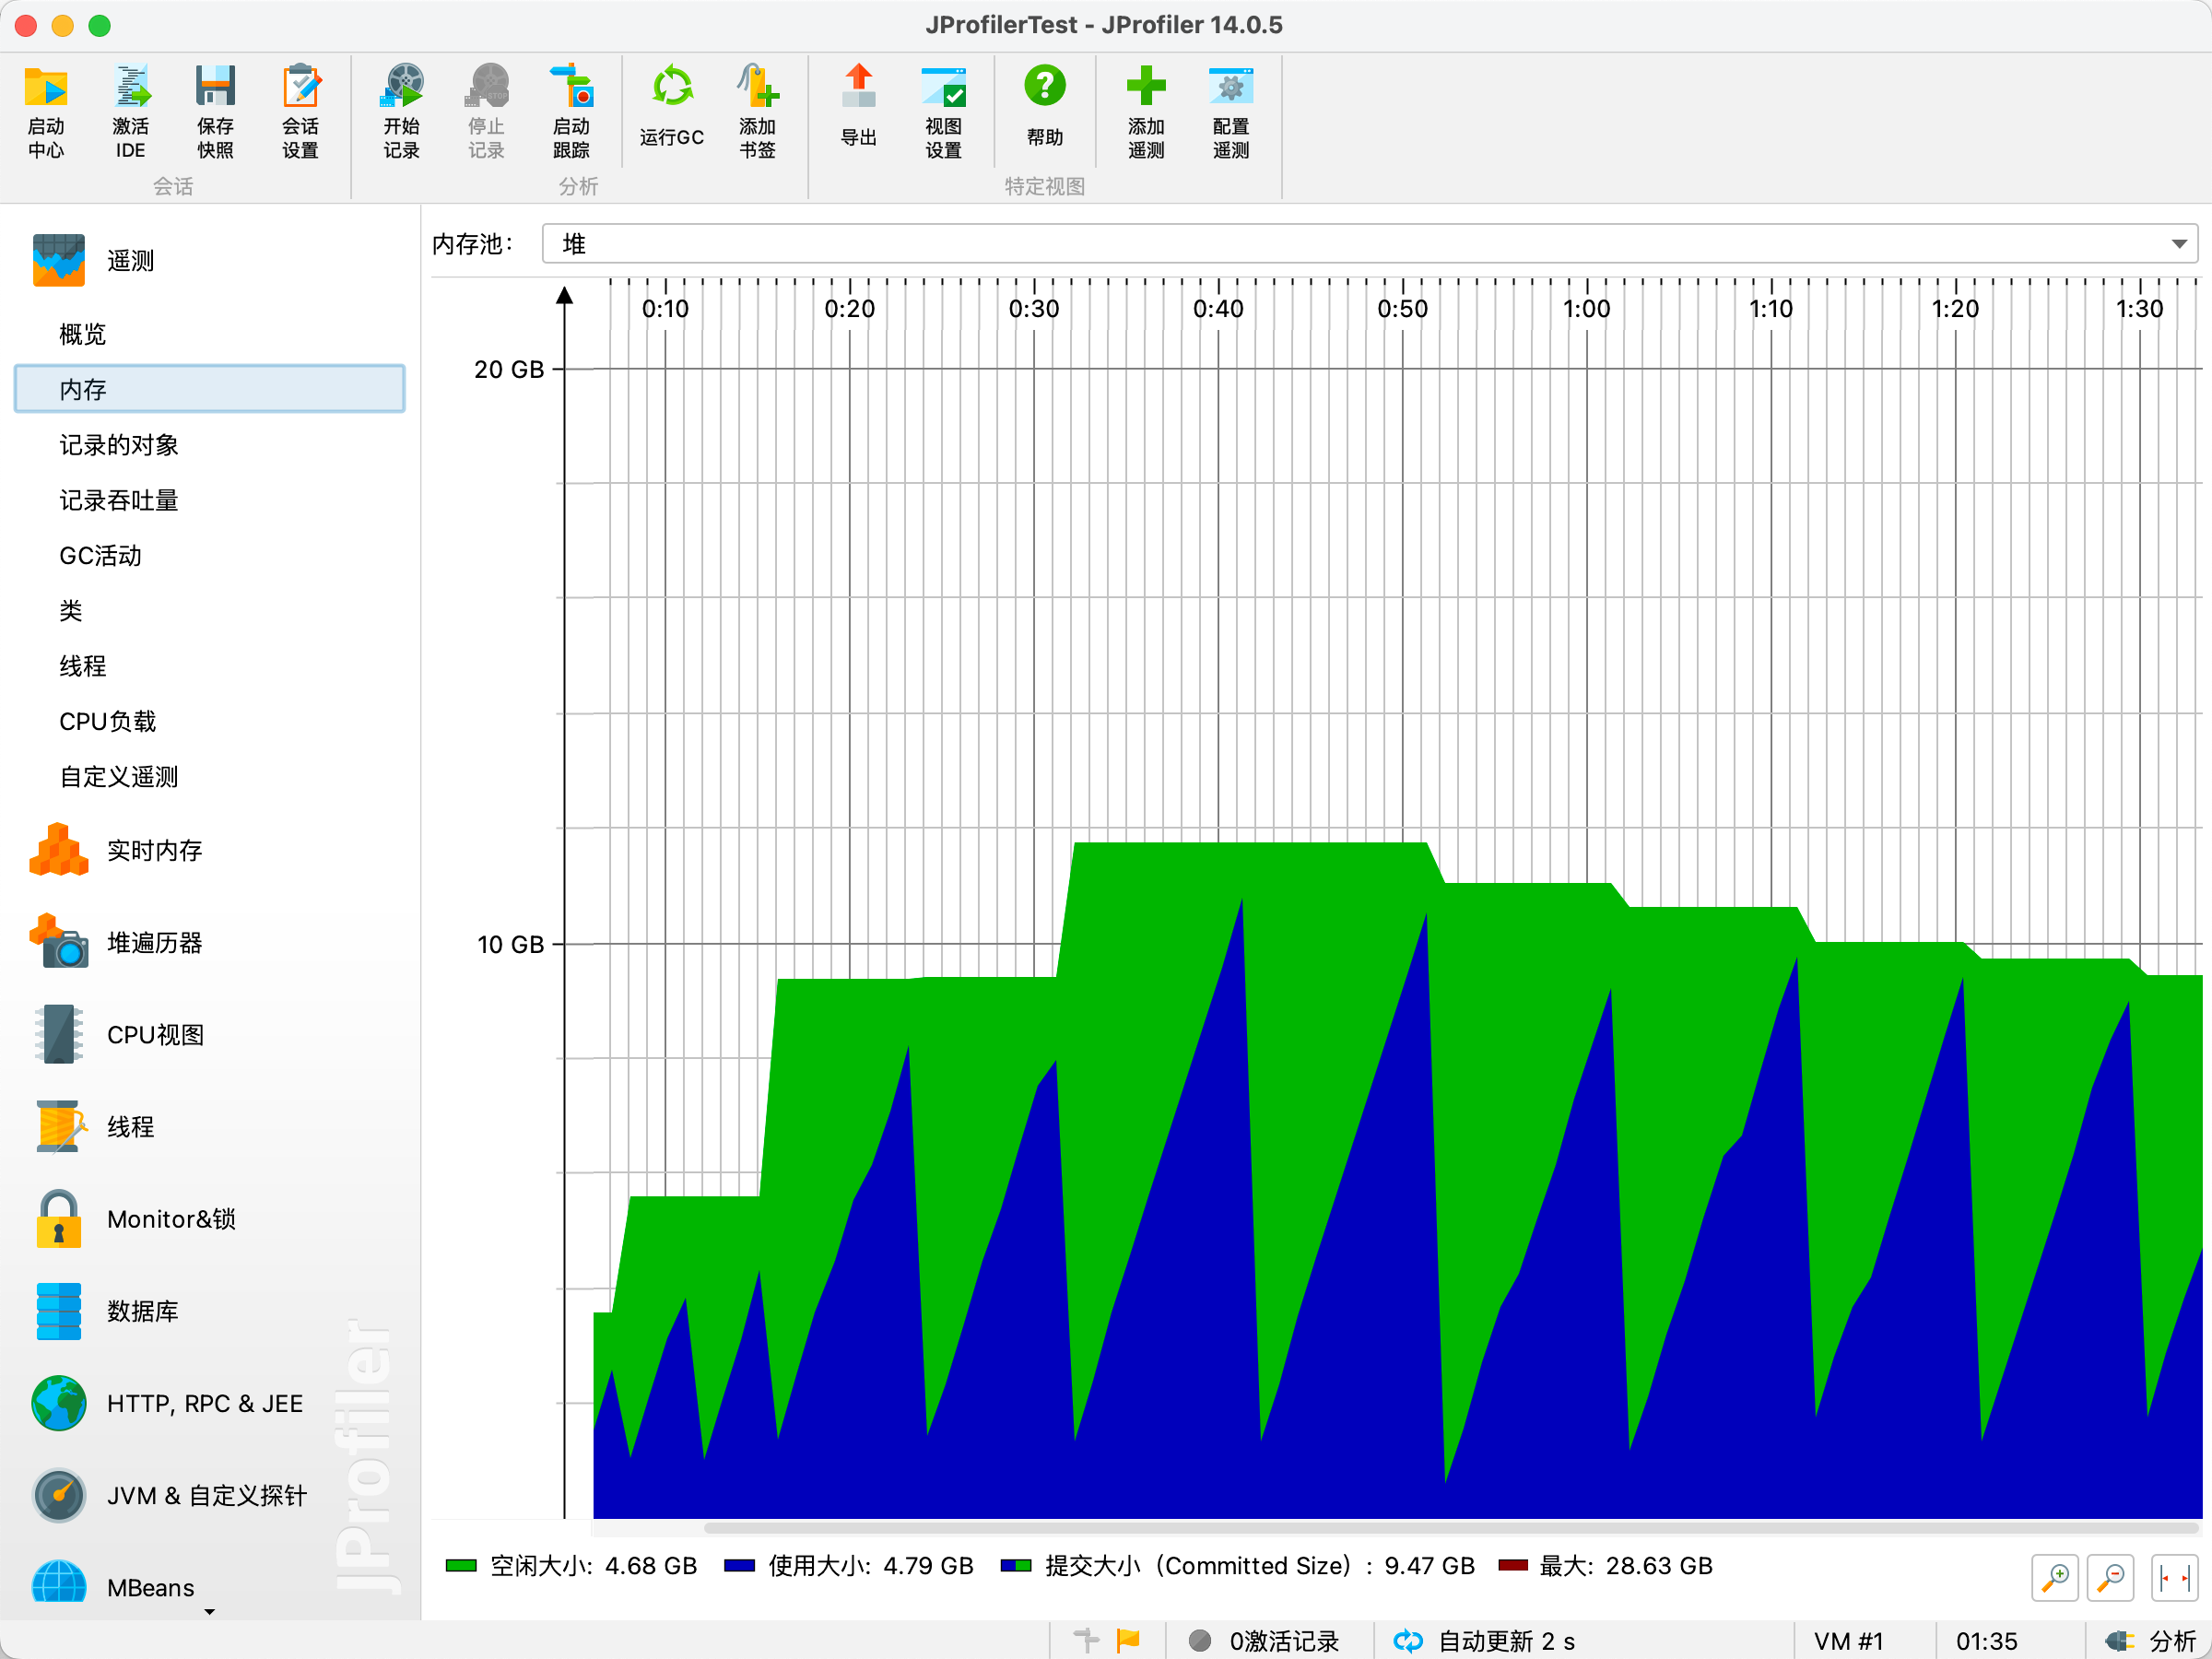 JProfilerTest - JProfiler 14.0.5
启动
中心
激活
IDE
保存
快照
会话
设置
开始
记录
停止
记录
启动
跟踪
运行GC
添加
书签
导出
视图
设置
帮助
添加
遥测
配置
遥测
会话
分析
特定视图
遥测
概览
内存
记录的对象
记录吞吐量
GC活动
类
线程
CPU负载
自定义遥测
实时内存
堆遍历器
CPU视图
线程
Monitor&锁
数据库
HTTP, RPC & JEE
JVM & 自定义探针
MBeans
JProfiler
内存池：
堆
0:10 0:20 0:30 0:40 0:50 1:00 1:10 1:20 1:30
20 GB
10 GB
空闲大小: 4.68 GB 使用大小: 4.79 GB 提交大小（Committed Size）: 9.47 GB 最大: 28.63 GB
0激活记录 自动更新 2 s VM #1 01:35 分析